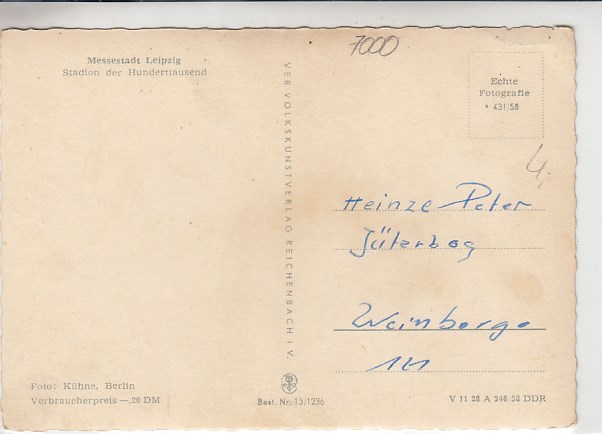 7000
Messestadt Leipzig
Stadion der Hunderttausend
Echte
Fotografie
* 431/58
4,-
VEB VOLKSKUNSTVERLAG REICHENBACH i. V.
Heinze Peter
Jüterbog
Weinberge
Foto: Kühne, Berlin
Verbraucherpreis —,20 DM
Best. Nr. 13/1236
V 11 28 A 246 58 DDR